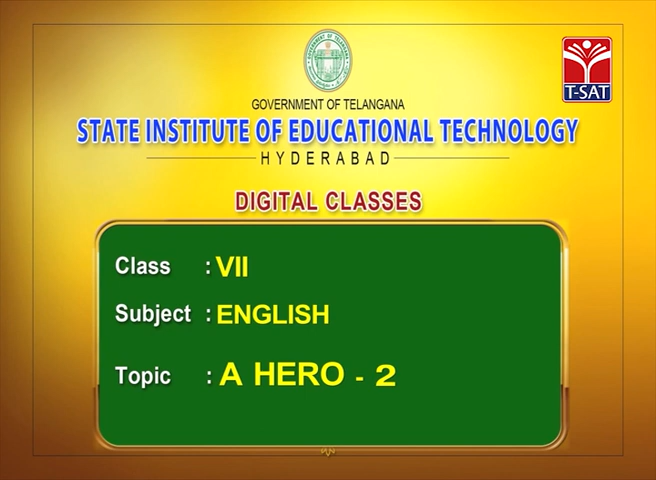 GOVERNMENT OF TELANGANA
T-SAT
STATE INSTITUTE OF EDUCATIONAL TECHNOLOGY
HYDERABAD
DIGITAL CLASSES
Class : VII
Subject : ENGLISH
Topic : A HERO - 2